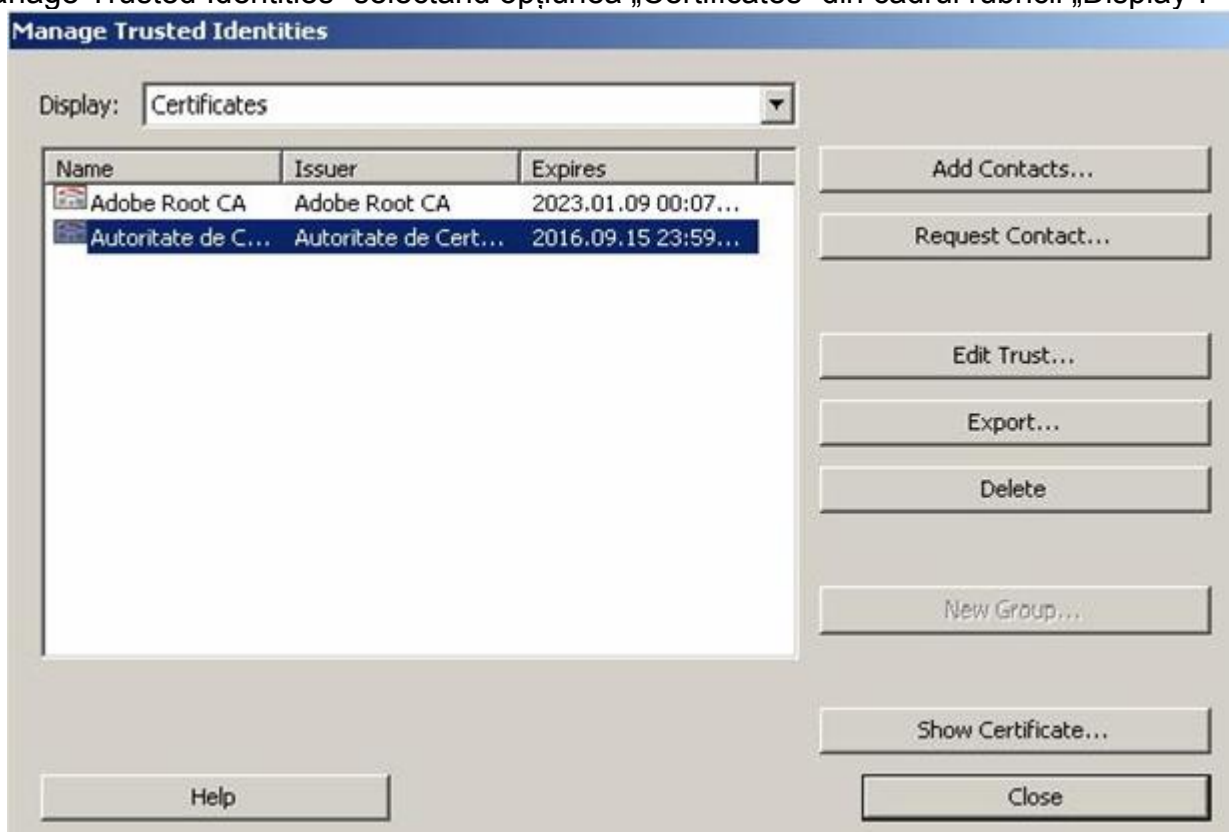 nage Trusted Identities" selectând opțiunea „Certificates" din cadrul rubricii „Display".
Manage Trusted Identities
Display: Certificates
Name Issuer Expires
Adobe Root CA Adobe Root CA 2023.01.09 00:07...
Autoritate de C... Autoritate de Cert... 2016.09.15 23:59...
Add Contacts...
Request Contact...
Edit Trust...
Export...
Delete
New Group...
Show Certificate...
Help Close